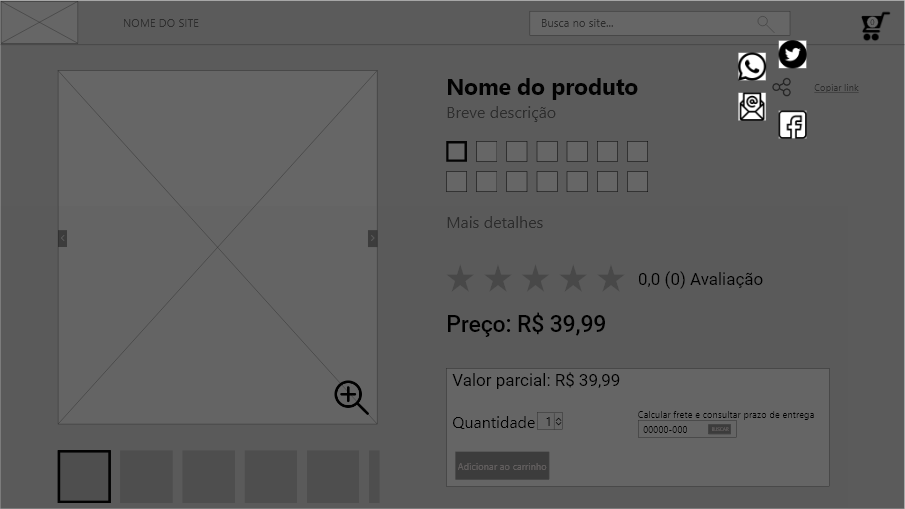 NOME DO SITE
Busca no site...
0
Nome do produto
Copiar link
Breve descrição
Mais detalhes
0,0 (0) Avaliação
Preço: R$ 39,99
Valor parcial: R$ 39,99
Quantidade 1
Calcular frete e consultar prazo de entrega
00000-000
Adicionar ao carrinho